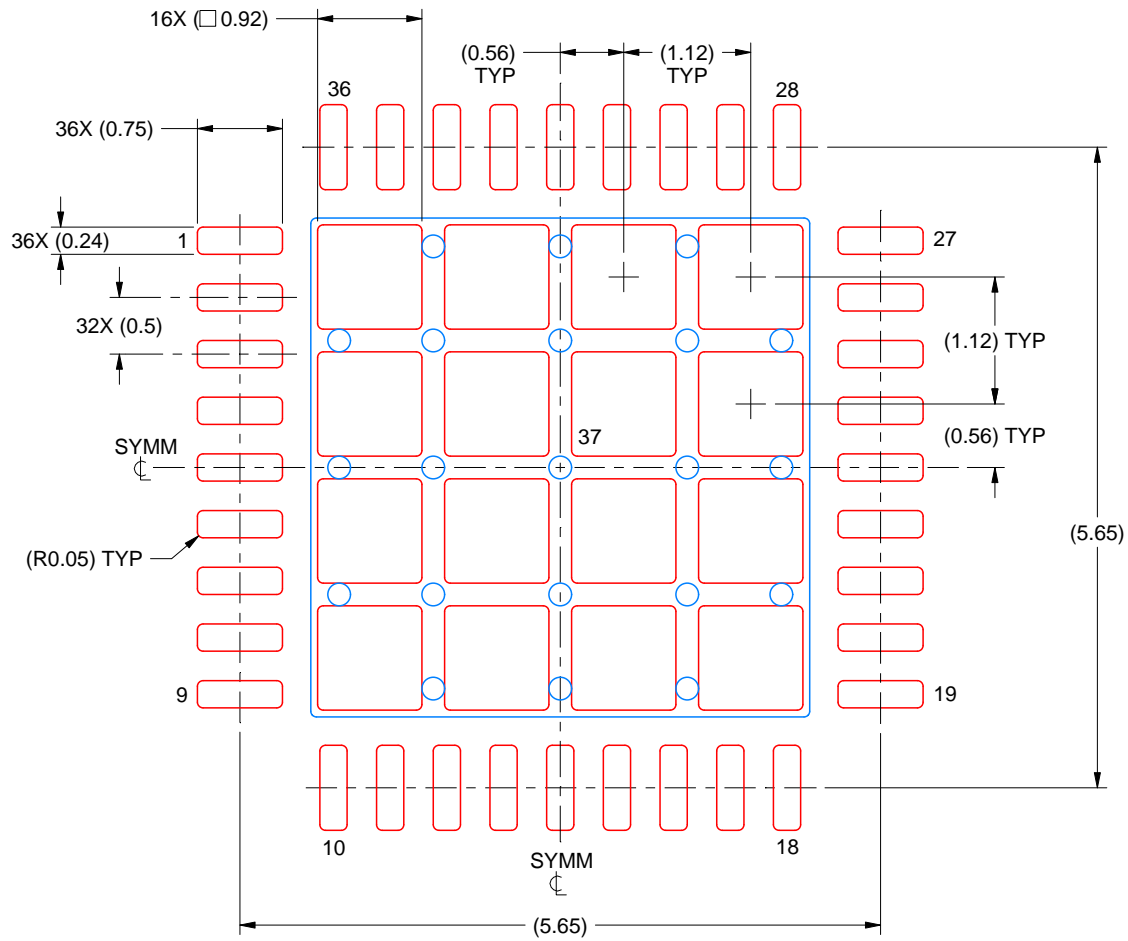 16X (□ 0.92)
(0.56)
TYP
(1.12)
TYP
36
28
36X (0.75)
36X (0.24)
1
27
32X (0.5)
(1.12) TYP
37
(0.56) TYP
SYMM
℄
(R0.05) TYP
(5.65)
9
19
10
18
SYMM
℄
(5.65)